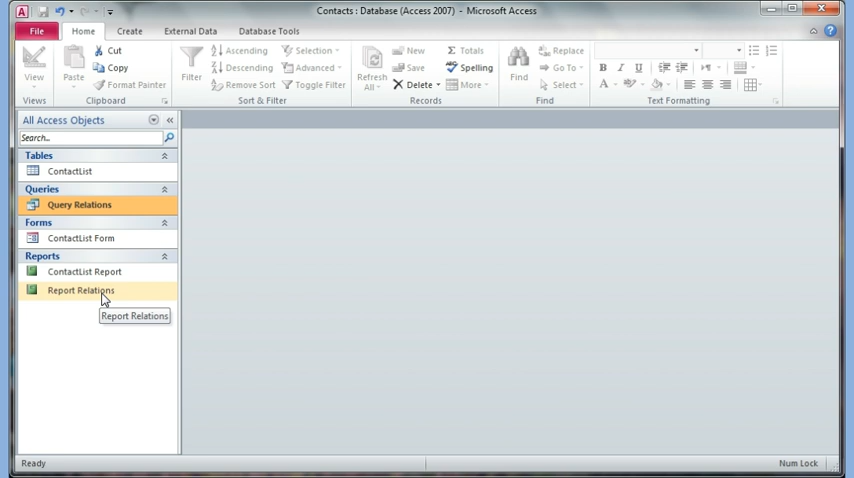 Contacts : Database (Access 2007) - Microsoft Access
File Home Create External Data Database Tools
View
Views
Paste
Cut
Copy
Format Painter
Clipboard
Filter
Ascending
Descending
Remove Sort
Selection
Advanced
Toggle Filter
Sort & Filter
Refresh
All
New
Save
Delete
Totals
Spelling
More
Records
Find
Replace
Go To
Select
Find
B I U
A
Text Formatting
All Access Objects
Search...
Tables
ContactList
Queries
Query Relations
Forms
ContactList Form
Reports
ContactList Report
Report Relations
Report Relations
Ready
Num Lock